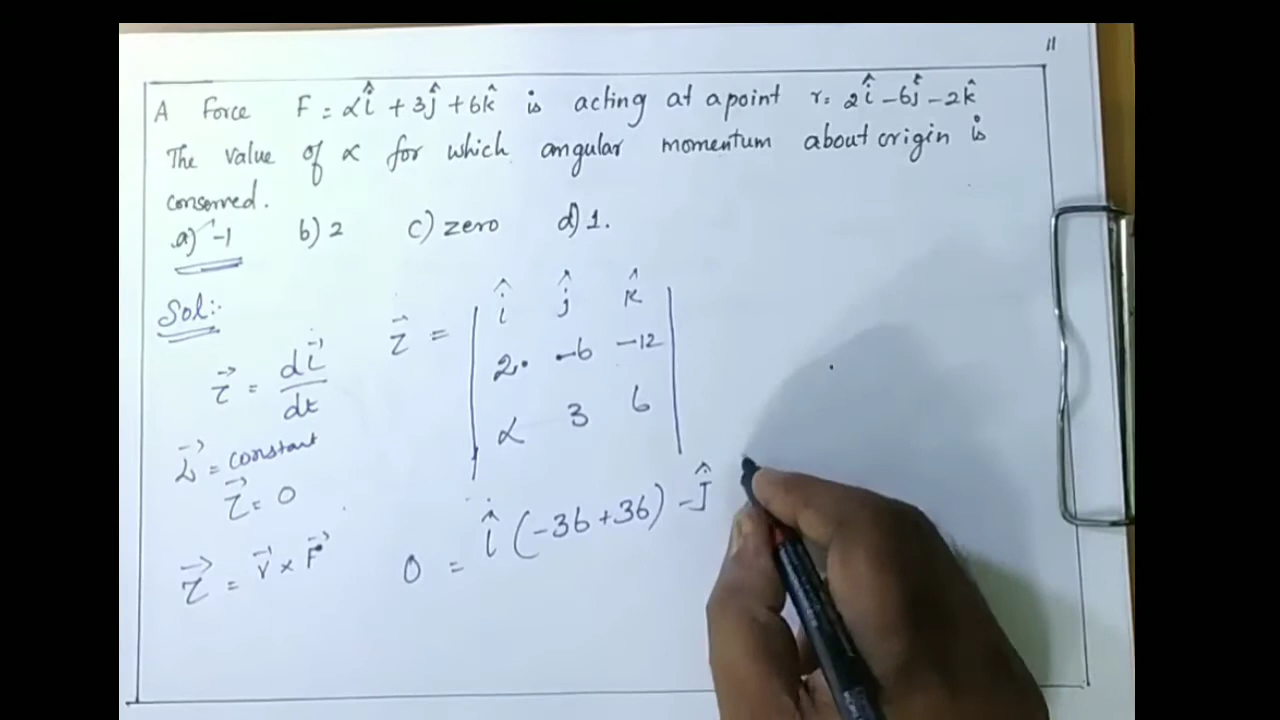 11
A Force F = αî + 3ĵ + 6k̂ is acting at a point r = 2î - 6ĵ - 2k̂
The value of α for which angular momentum about origin is
conserved.
a) -1 b) 2 c) zero d) 1.
Sol:-
τ⃗ = dL⃗/dt
L⃗ = constant
τ⃗ = 0
τ⃗ = r⃗ × F⃗
τ⃗ = | î ĵ k̂ |
2 -6 -12
α 3 6
0 = î (-36 + 36) - ĵ